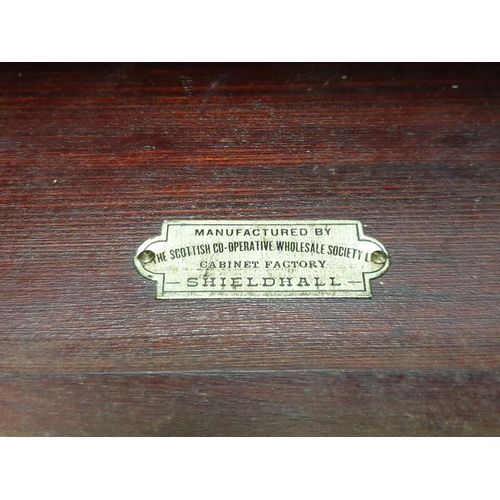 MANUFACTURED BY
THE SCOTTISH CO-OPERATIVE WHOLESALE SOCIETY L
CABINET FACTORY
– SHIELDHALL –